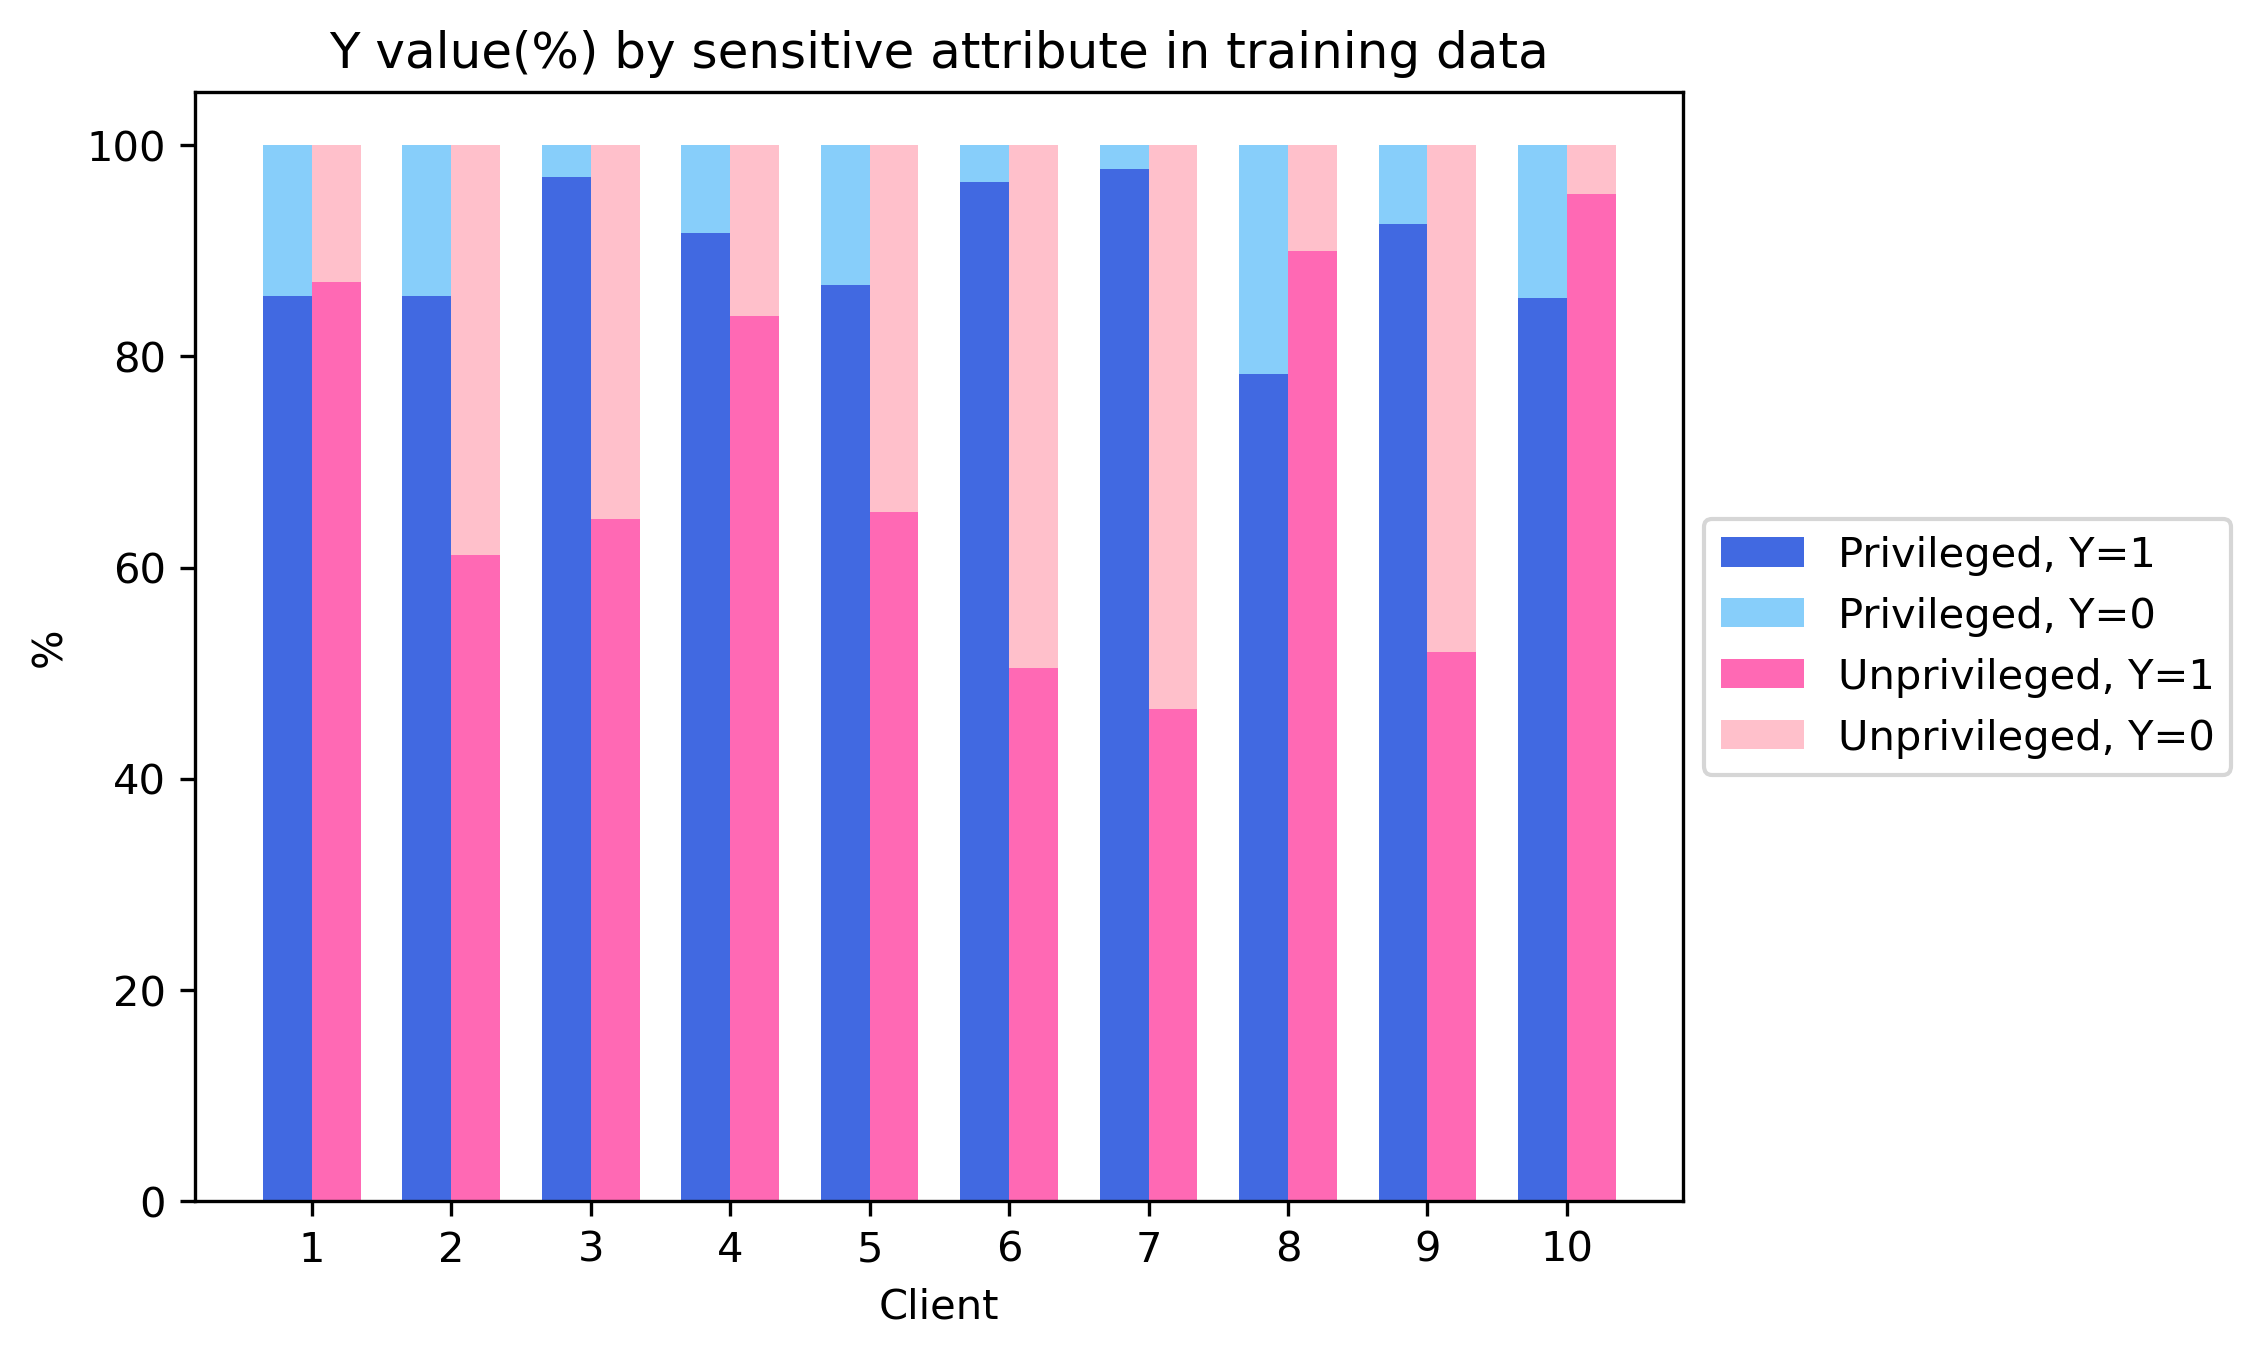 Y value(%) by sensitive attribute in training data
100
80
60
40
20
0
%
1 2 3 4 5 6 7 8 9 10
Client
Privileged, Y=1
Privileged, Y=0
Unprivileged, Y=1
Unprivileged, Y=0